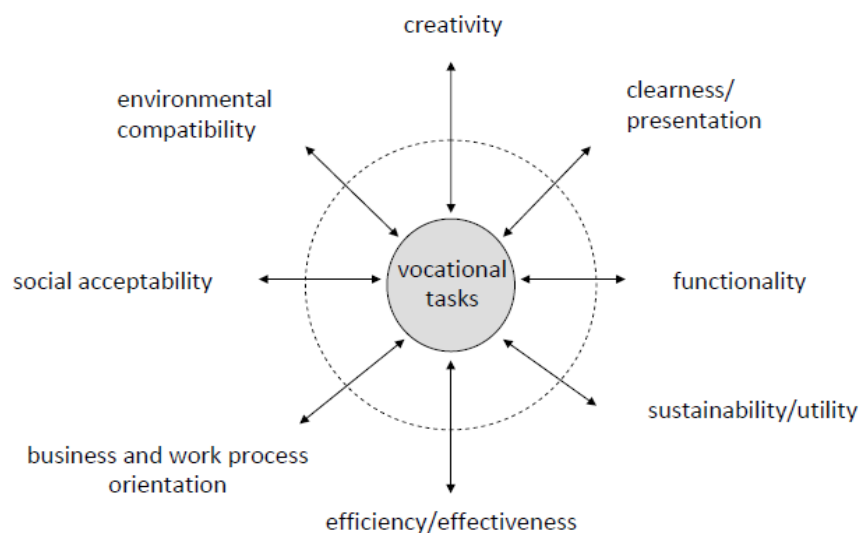 creativity
clearness/
presentation
environmental
compatibility
vocational
tasks
social acceptability
functionality
sustainability/utility
business and work process
orientation
efficiency/effectiveness